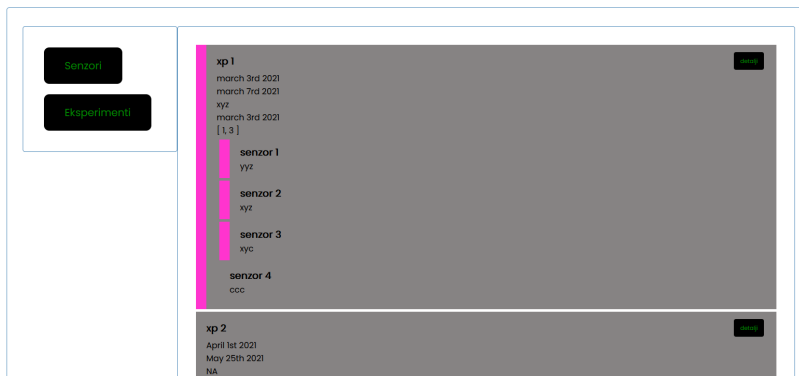 Senzori
Eksperimenti
xp 1
detalji
march 3rd 2021
march 7rd 2021
xyz
march 3rd 2021
[ 1, 3 ]
senzor 1
yyz
senzor 2
xyz
senzor 3
xyc
senzor 4
ccc
xp 2
detalji
April 1st 2021
May 25th 2021
NA